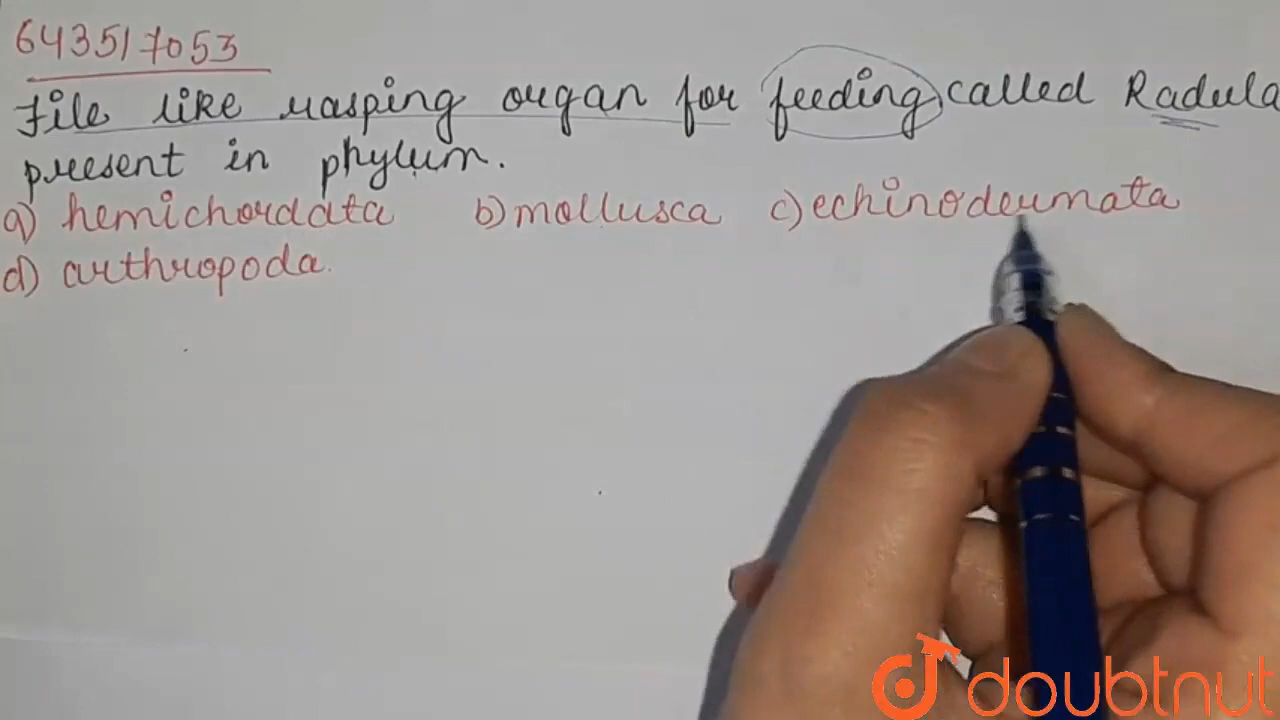 643517053
File like rasping organ for feeding called Radula
present in phylum.
a) hemichordata b) mollusca c) echinodermata
d) arthropoda.
doubtnut